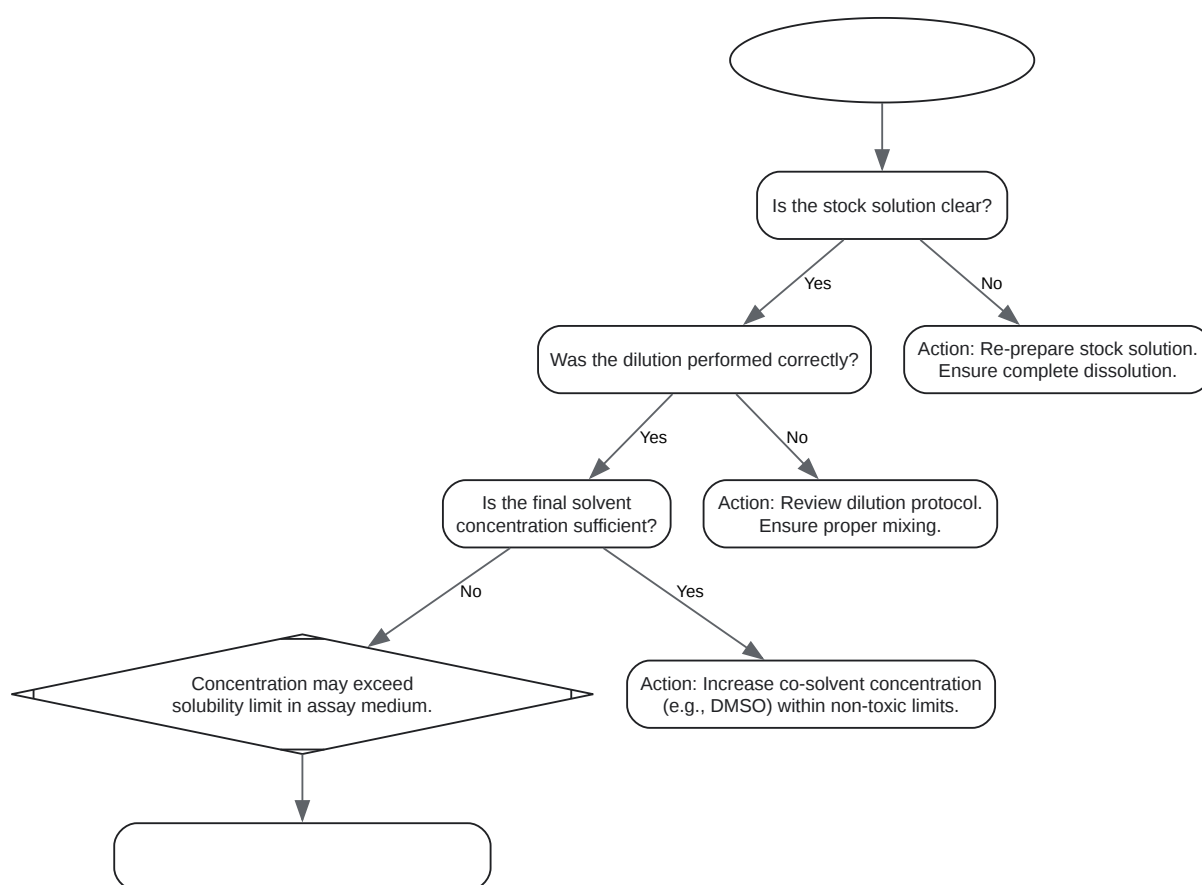 Is the stock solution clear?
Yes
No
Was the dilution performed correctly?
Action: Re-prepare stock solution.
Ensure complete dissolution.
Yes
No
Is the final solvent
concentration sufficient?
Action: Review dilution protocol.
Ensure proper mixing.
No
Yes
Concentration may exceed
solubility limit in assay medium.
Action: Increase co-solvent concentration
(e.g., DMSO) within non-toxic limits.